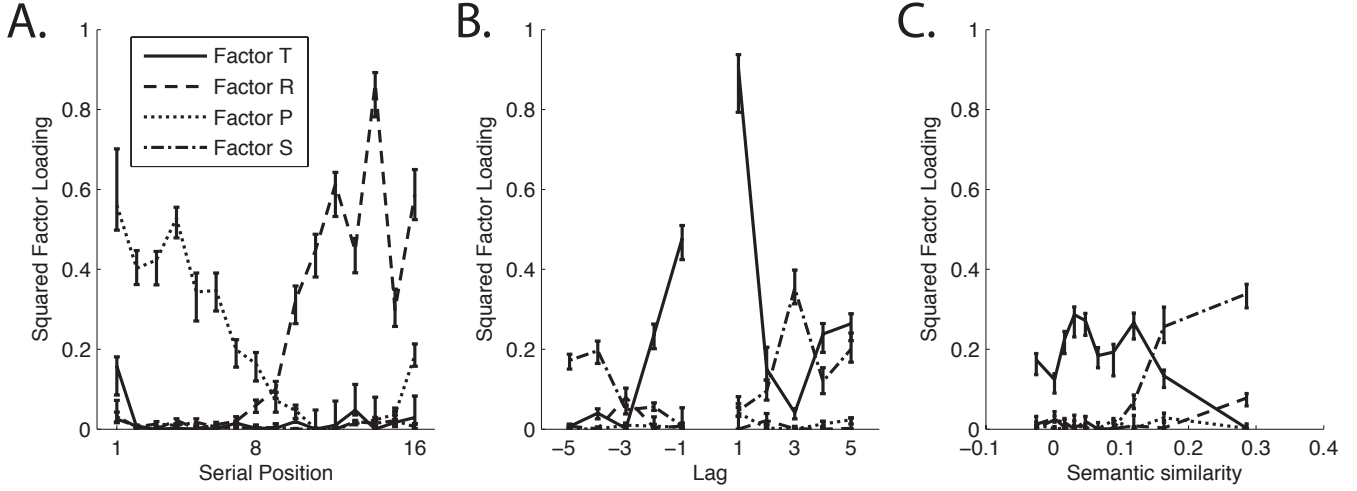 A.
Squared Factor Loading
1
0.8
0.6
0.4
0.2
0
Factor T
Factor R
Factor P
Factor S
1 8 16
Serial Position
B.
Squared Factor Loading
1
0.8
0.6
0.4
0.2
0
−5 −3 −1 1 3 5
Lag
C.
Squared Factor Loading
1
0.8
0.6
0.4
0.2
0
−0.1 0 0.1 0.2 0.3 0.4
Semantic similarity